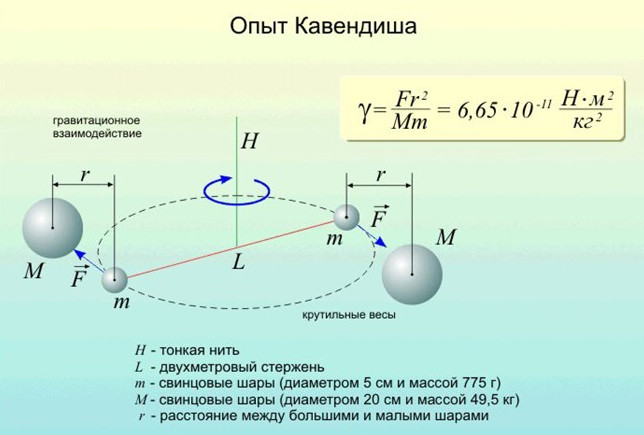 Опыт Кавендиша
γ = Fr²/Mm = 6,65·10⁻¹¹ Н·м²/кг²
гравитационное
взаимодействие
H
r
r
m
F
M
M
F
m
L
крутильные весы
H - тонкая нить
L - двухметровый стержень
m - свинцовые шары (диаметром 5 см и массой 775 г)
M - свинцовые шары (диаметром 20 см и массой 49,5 кг)
r - расстояние между большими и малыми шарами